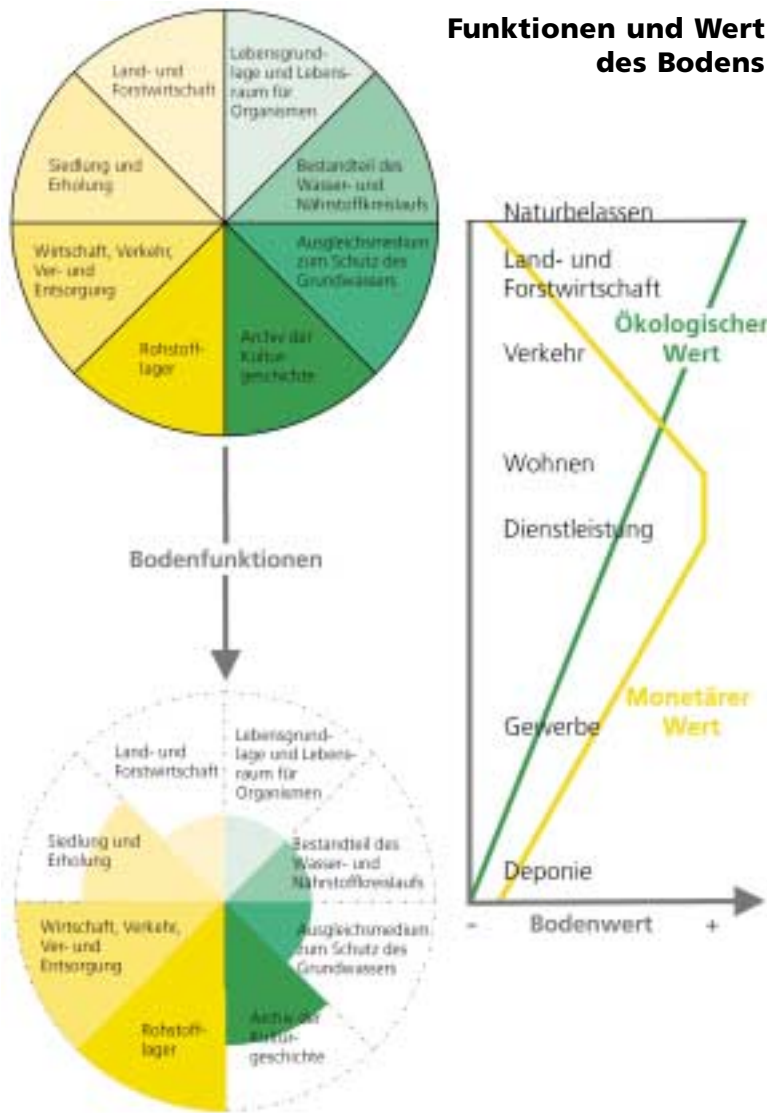 Funktionen und Wert
des Bodens
Land- und
Forstwirtschaft
Lebensgrund-
lage und Lebens-
raum für
Organismen
Siedlung und
Erholung
Bestandteil des
Wasser- und
Nährstoffkreislaufs
Wirtschaft, Verkehr,
Ver- und
Entsorgung
Ausgleichsmedium
zum Schutz des
Grundwassers
Rohstoff-
lager
Archiv der
Kultur
geschichte
Bodenfunktionen
Land- und
Forstwirtschaft
Lebensgrund-
lage und Lebens-
raum für
Organismen
Siedlung und
Erholung
Bestandteil des
Wasser- und
Nährstoffkreislaufs
Wirtschaft, Verkehr,
Ver- und
Entsorgung
Ausgleichsmedium
zum Schutz des
Grundwassers
Rohstoff-
lager
Archiv der
Kultur-
geschichte
Naturbelassen
Land- und
Forstwirtschaft
Ökologischer
Wert
Verkehr
Wohnen
Dienstleistung
Monetärer
Wert
Gewerbe
Deponie
- Bodenwert +